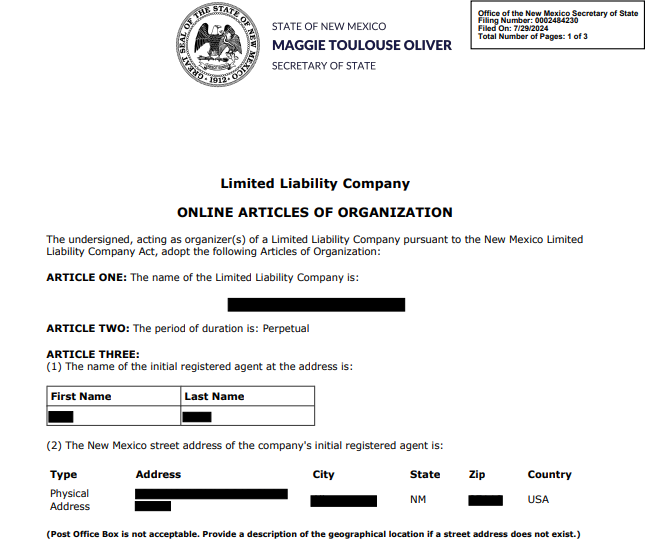 STATE OF NEW MEXICO
MAGGIE TOULOUSE OLIVER
SECRETARY OF STATE
Office of the New Mexico Secretary of State
Filing Number: 0002484230
Filed On: 7/29/2024
Total Number of Pages: 1 of 3
GREAT SEAL OF THE STATE OF NEW MEXICO
• 1912 •
Limited Liability Company
ONLINE ARTICLES OF ORGANIZATION
The undersigned, acting as organizer(s) of a Limited Liability Company pursuant to the New Mexico Limited
Liability Company Act, adopt the following Articles of Organization:
ARTICLE ONE: The name of the Limited Liability Company is:
ARTICLE TWO: The period of duration is: Perpetual
ARTICLE THREE:
(1) The name of the initial registered agent at the address is:
First Name Last Name
(2) The New Mexico street address of the company's initial registered agent is:
Type Address City State Zip Country
Physical
Address NM USA
(Post Office Box is not acceptable. Provide a description of the geographical location if a street address does not exist.)